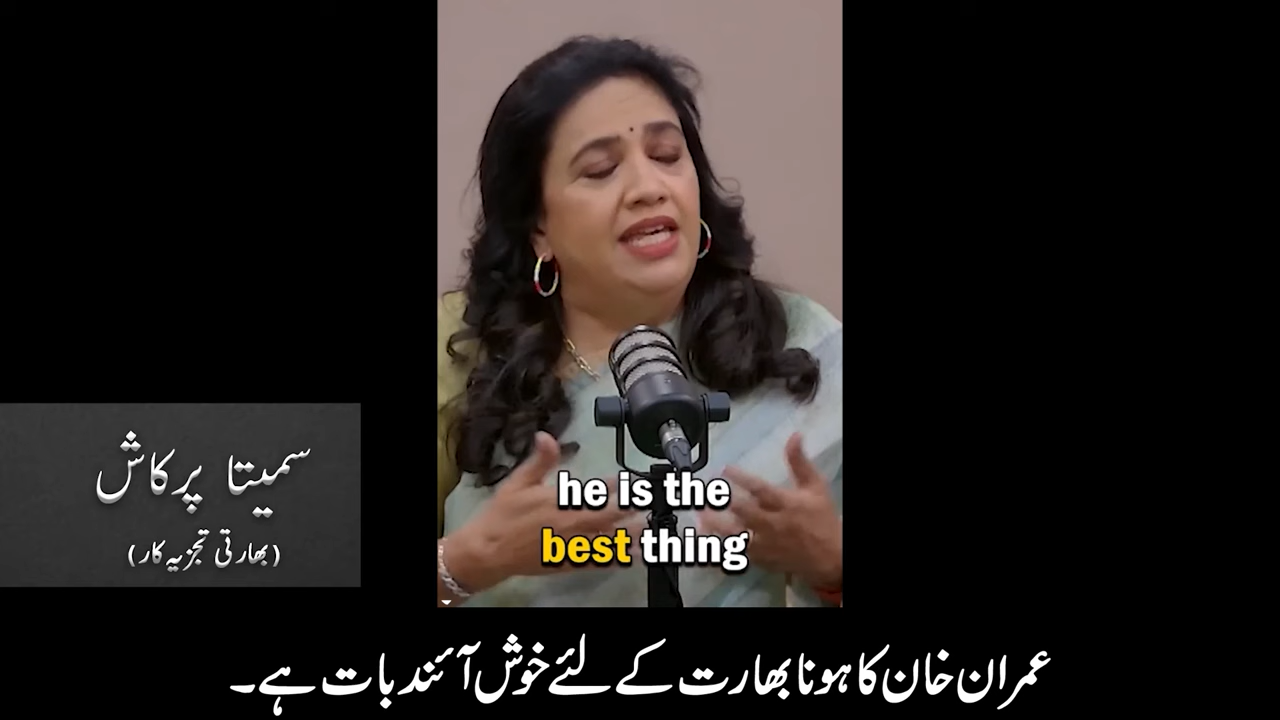 سمیتا پرکاش
(بھارتی تجزیہ کار)
he is the
best thing
عمران خان کا ہونا بھارت کے لئے خوش آئند بات ہے۔